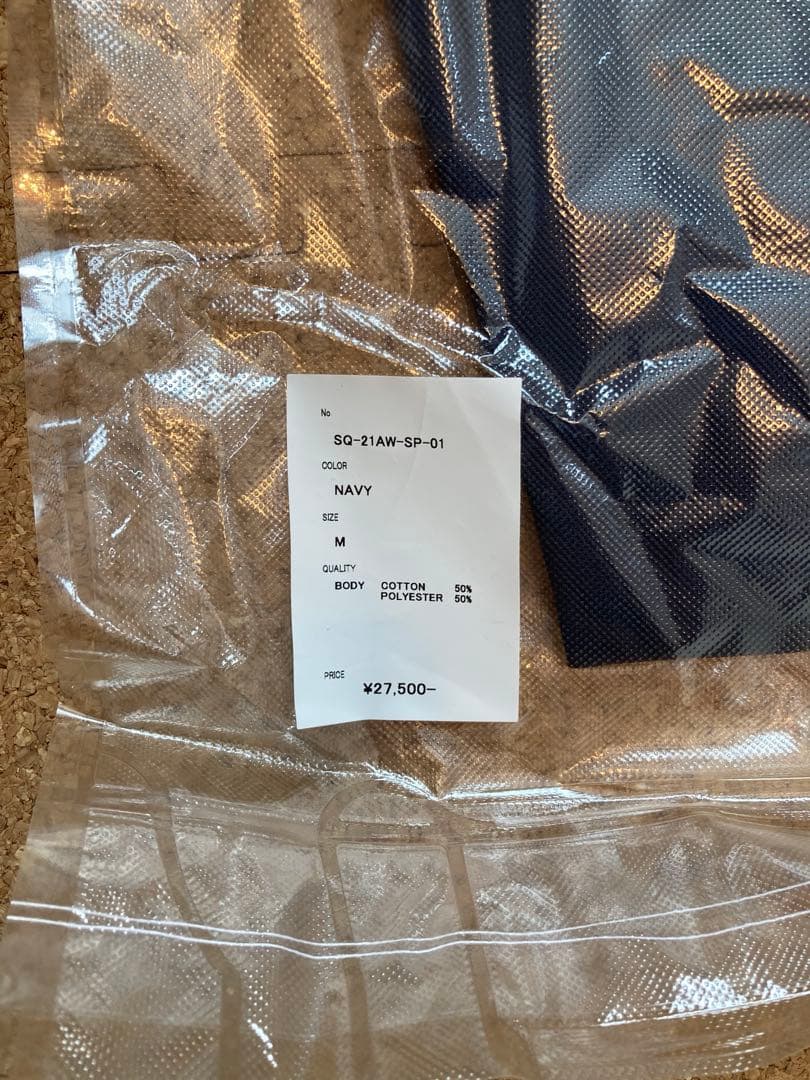 No.
SQ-21AW-SP-01
COLOR
NAVY
SIZE
M
QUALITY
BODY COTTON 50%
POLYESTER 50%
PRICE
¥27,500-